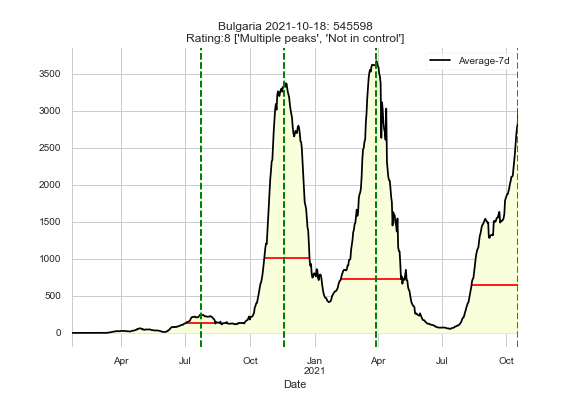 Bulgaria 2021-10-18: 545598
Rating:8 ['Multiple peaks', 'Not in control']
Average-7d
3500
3000
2500
2000
1500
1000
500
0
Apr
Jul
Oct
Jan
2021
Apr
Jul
Oct
Date